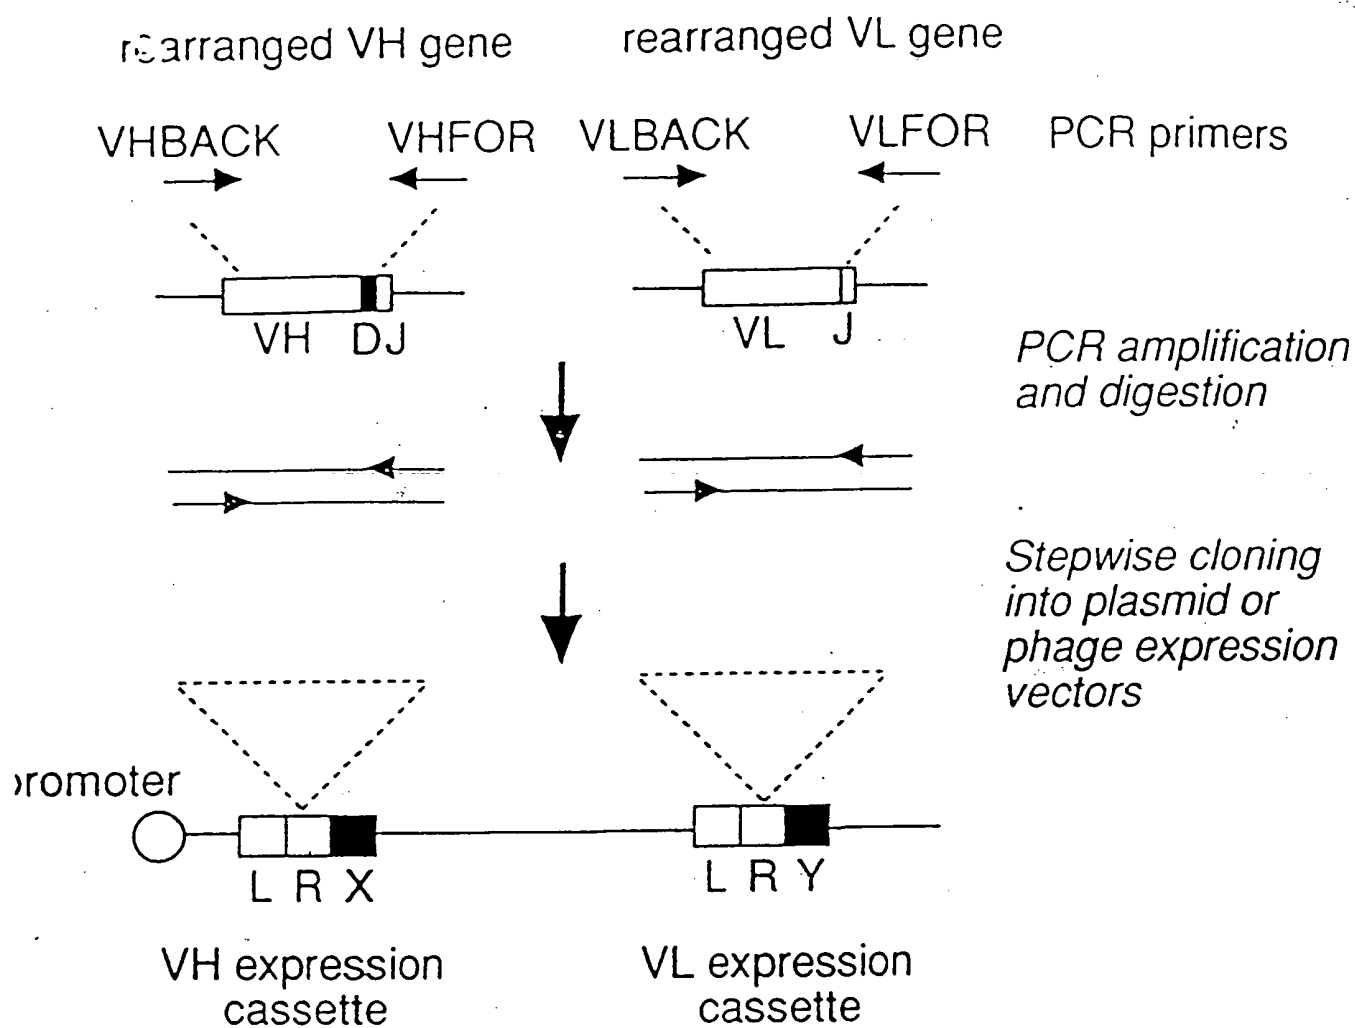 rearranged VH gene
rearranged VL gene
VHBACK
VHFOR
VLBACK
VLFOR
PCR primers
VH
DJ
VL
J
PCR amplification
and digestion
Stepwise cloning
into plasmid or
phage expression
vectors
romoter
L R X
L R Y
VH expression
cassette
VL expression
cassette